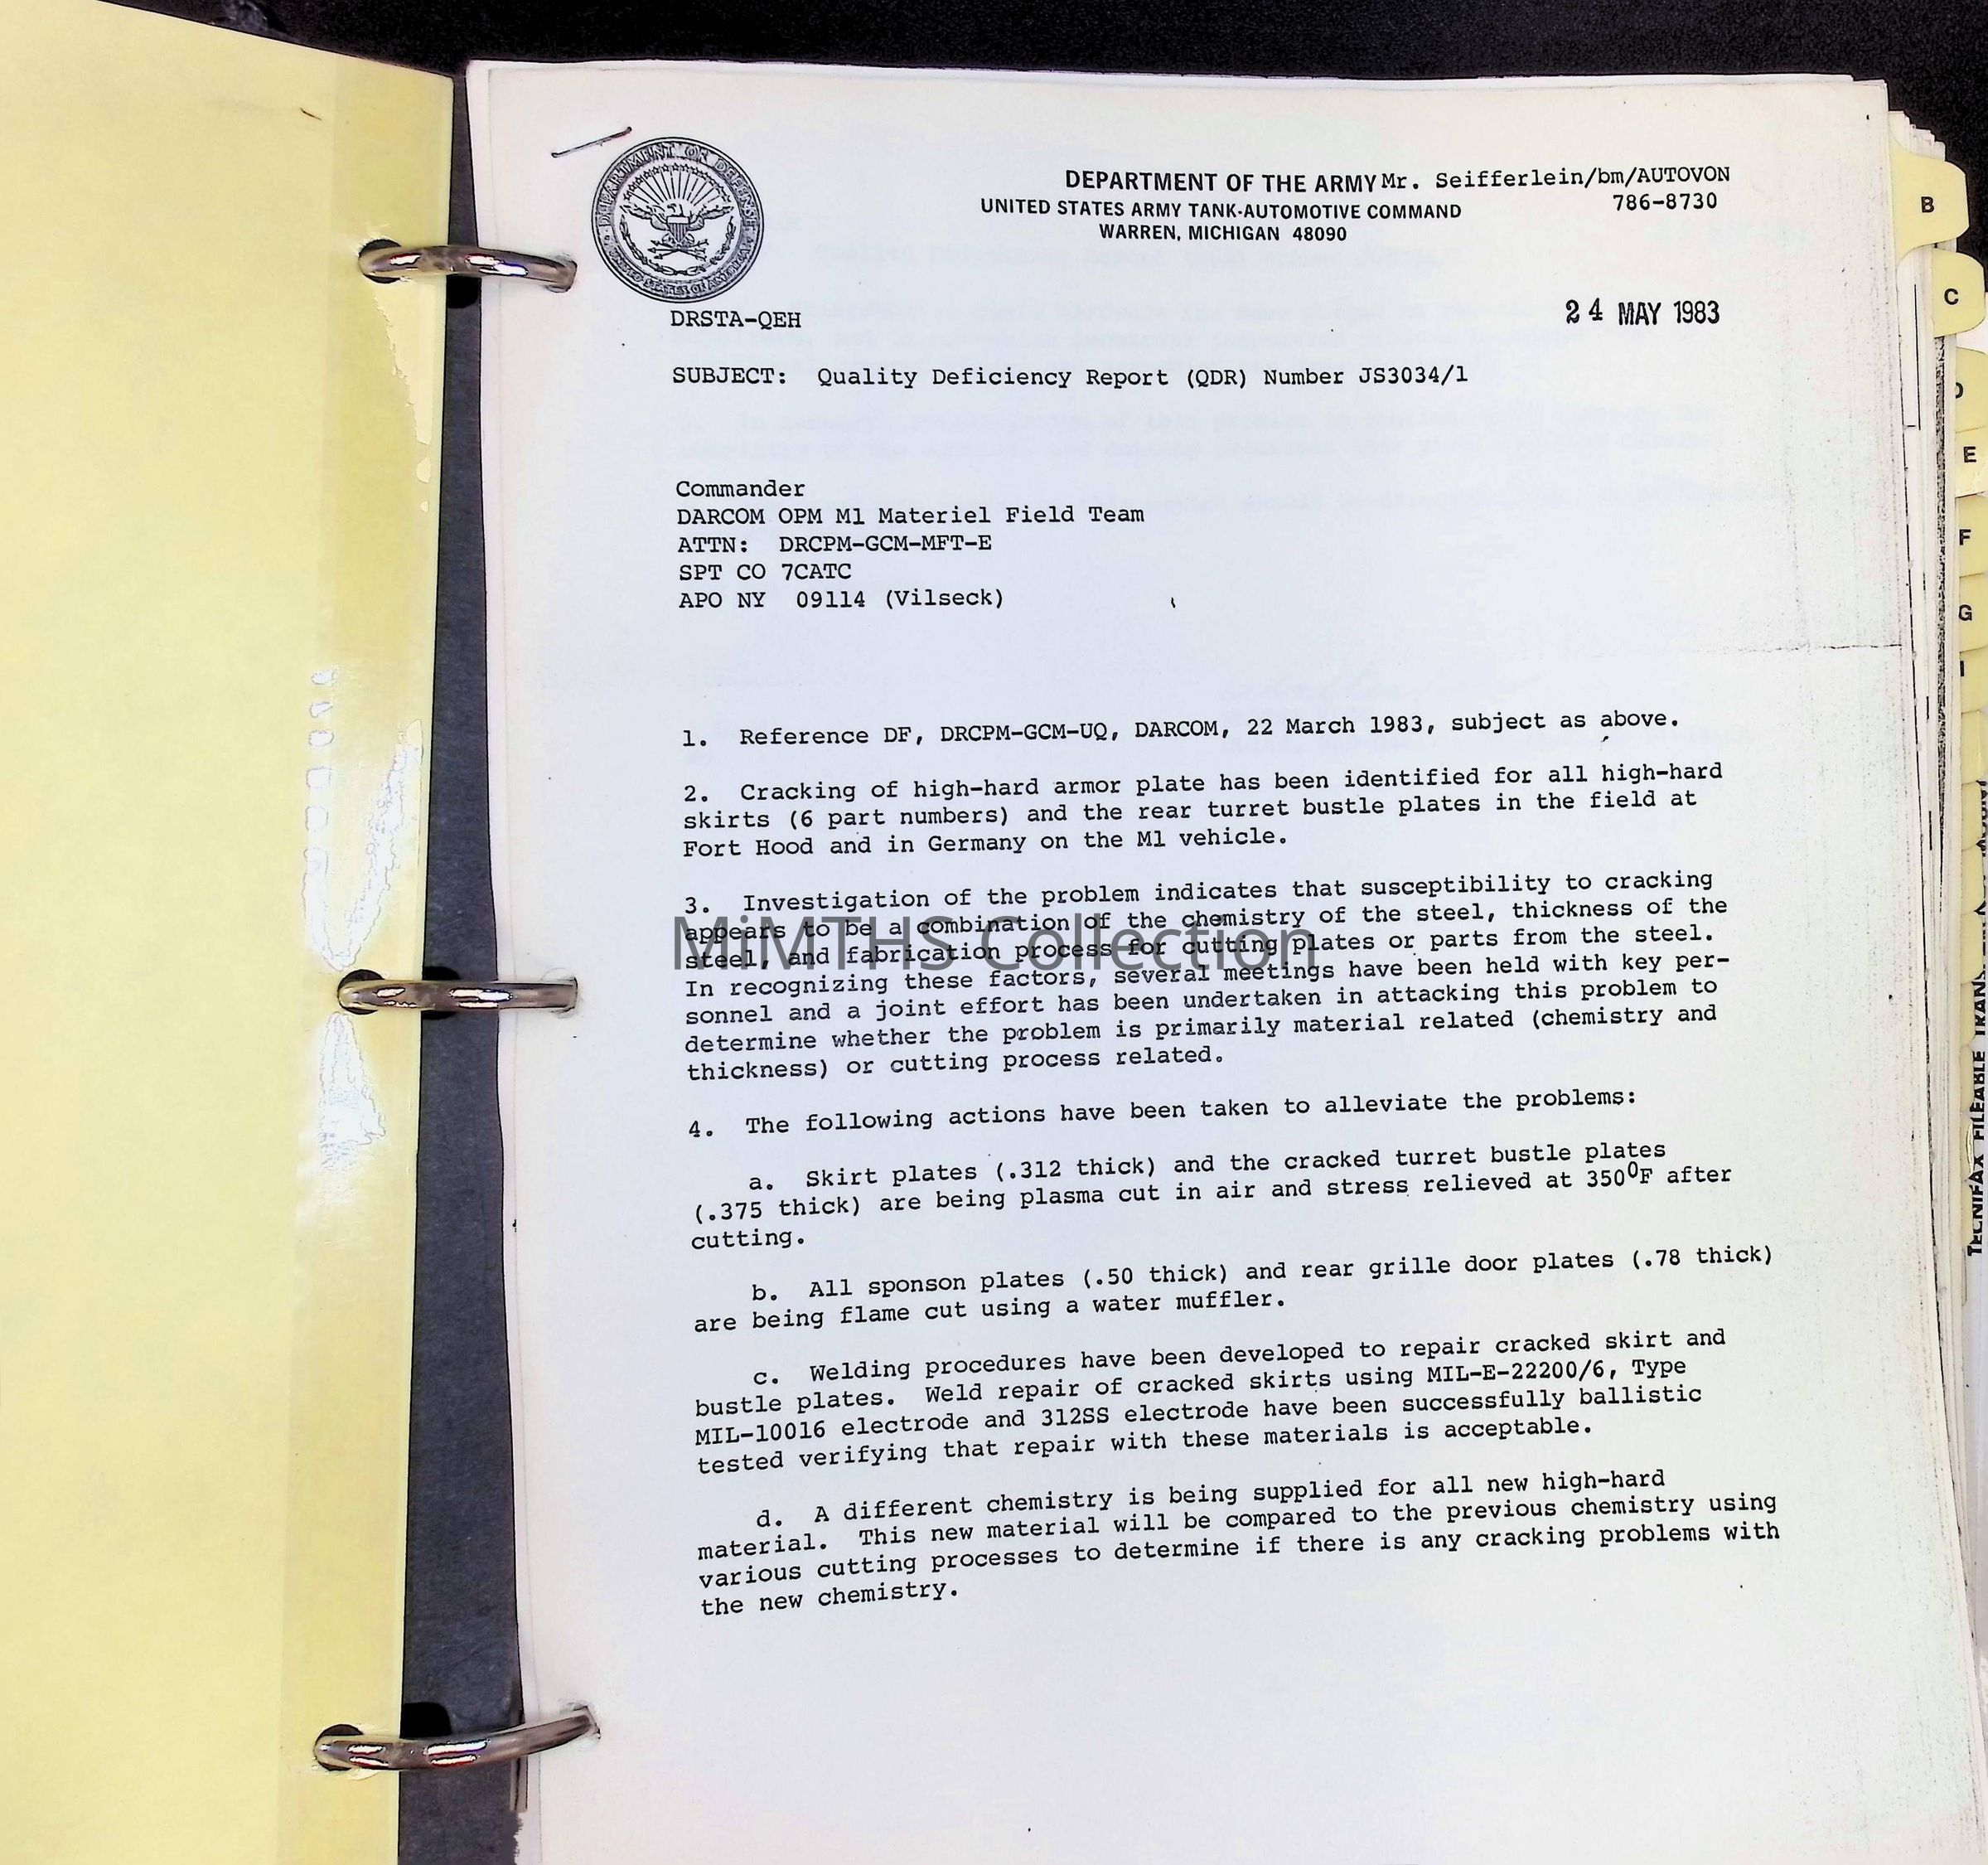 DEPARTMENT OF DEFENSE
UNITED STATES OF AMERICA
DEPARTMENT OF THE ARMY Mr. Seifferlein/bm/AUTOVON
UNITED STATES ARMY TANK-AUTOMOTIVE COMMAND 786-8730
WARREN, MICHIGAN 48090
DRSTA-QEH 24 MAY 1983
SUBJECT: Quality Deficiency Report (QDR) Number JS3034/1
Commander
DARCOM OPM M1 Materiel Field Team
ATTN: DRCPM-GCM-MFT-E
SPT CO 7CATC
APO NY 09114 (Vilseck)
1. Reference DF, DRCPM-GCM-UQ, DARCOM, 22 March 1983, subject as above.
2. Cracking of high-hard armor plate has been identified for all high-hard
skirts (6 part numbers) and the rear turret bustle plates in the field at
Fort Hood and in Germany on the M1 vehicle.
3. Investigation of the problem indicates that susceptibility to cracking
appears to be a combination of the chemistry of the steel, thickness of the
steel, and fabrication process for cutting plates or parts from the steel.
In recognizing these factors, several meetings have been held with key per-
sonnel and a joint effort has been undertaken in attacking this problem to
determine whether the problem is primarily material related (chemistry and
thickness) or cutting process related.
4. The following actions have been taken to alleviate the problems:
a. Skirt plates (.312 thick) and the cracked turret bustle plates
(.375 thick) are being plasma cut in air and stress relieved at 350⁰F after
cutting.
b. All sponson plates (.50 thick) and rear grille door plates (.78 thick)
are being flame cut using a water muffler.
c. Welding procedures have been developed to repair cracked skirt and
bustle plates. Weld repair of cracked skirts using MIL-E-22200/6, Type
MIL-10016 electrode and 312SS electrode have been successfully ballistic
tested verifying that repair with these materials is acceptable.
d. A different chemistry is being supplied for all new high-hard
material. This new material will be compared to the previous chemistry using
various cutting processes to determine if there is any cracking problems with
the new chemistry.
MiMTHS Collection
B
C
D
E
F
G
I
TECNIFAX FILEABLE